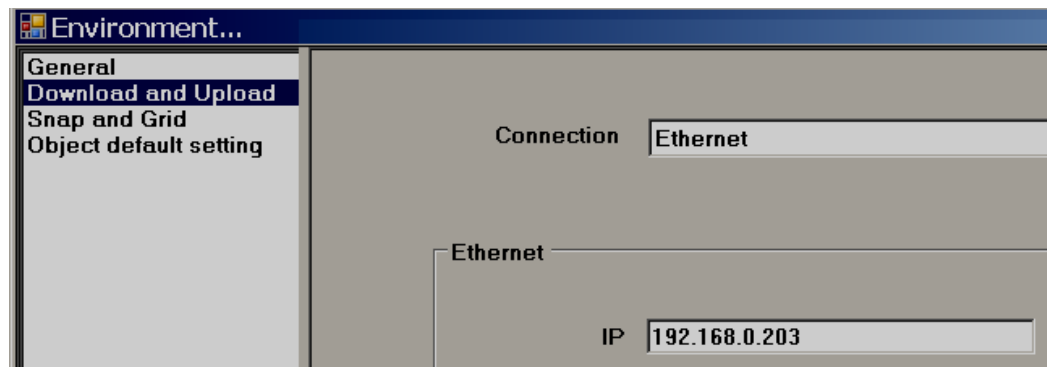 Environment...
General
Download and Upload
Snap and Grid
Object default setting
Connection Ethernet
Ethernet
IP 192.168.0.203